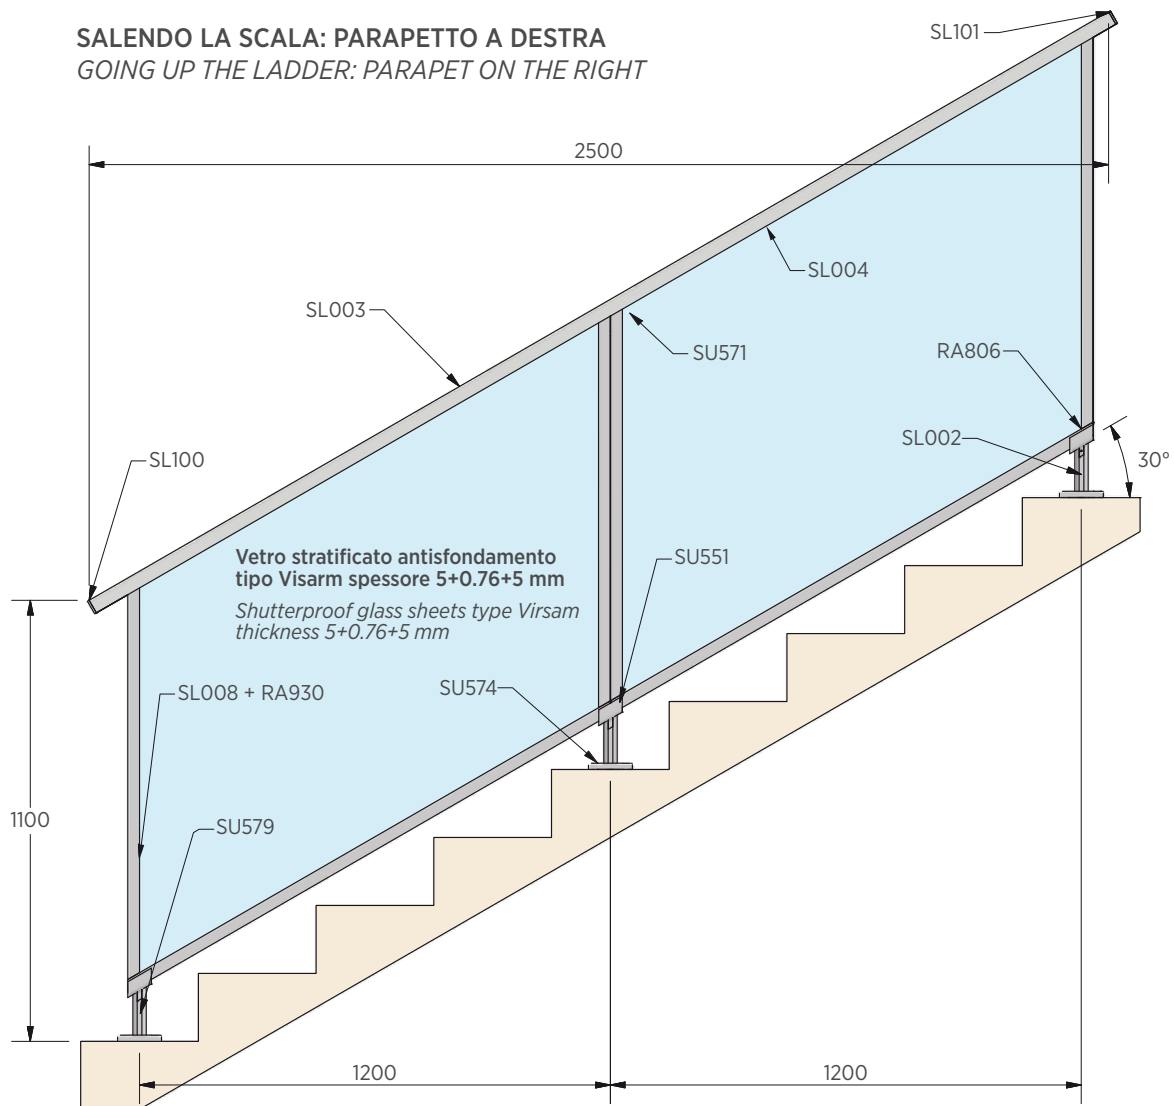 SALENDO LA SCALA: PARAPETTO A DESTRA
GOING UP THE LADDER: PARAPET ON THE RIGHT
SL101
2500
SL004
SL003
SU571
RA806
SL002
SL100
30°
Vetro stratificato antisfondamento
tipo Visarm spessore 5+0.76+5 mm
Shutterproof glass sheets type Virsam
thickness 5+0.76+5 mm
SU551
SL008 + RA930
SU574
1100
SU579
1200
1200